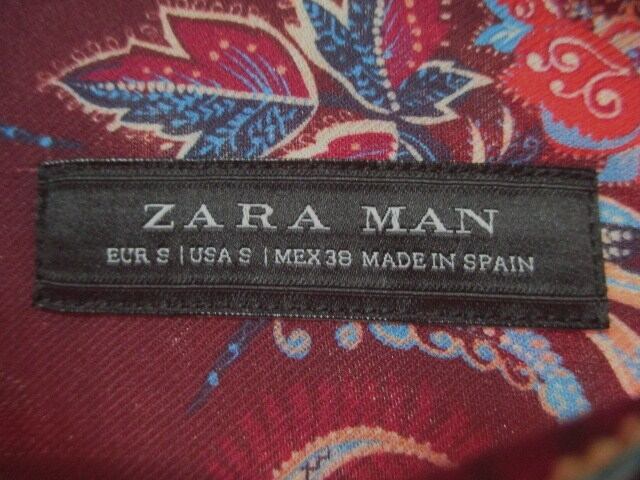 ZARA MAN
EUR S | USA S | MEX 38 MADE IN SPAIN